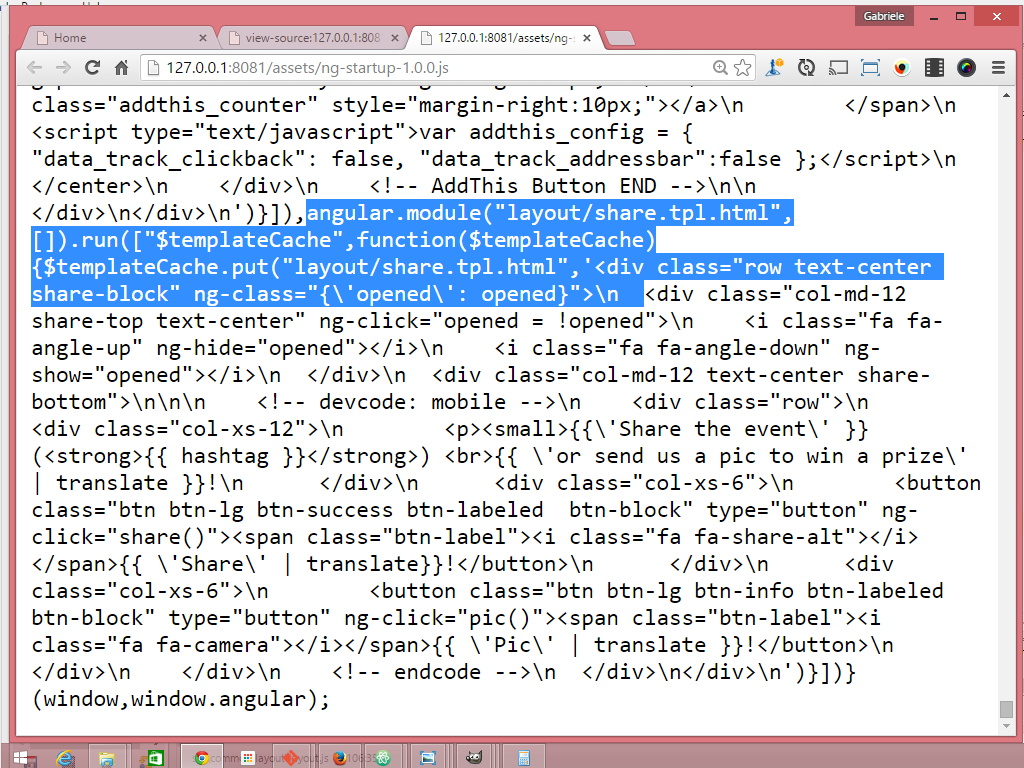 Gabriele
Home
view-source:127.0.0.1:808
127.0.0.1:8081/assets/ng-
127.0.0.1:8081/assets/ng-startup-1.0.0.js
class="addthis_counter" style="margin-right:10px;"></a>\n        </span>\n
<script type="text/javascript">var addthis_config = {
"data_track_clickback": false, "data_track_addressbar":false };</script>\n
</center>\n    </div>\n    <!-- AddThis Button END -->\n\n
</div>\n</div>\n')}]),angular.module("layout/share.tpl.html",
[]).run(["$templateCache",function($templateCache)
{$templateCache.put("layout/share.tpl.html",'<div class="row text-center
share-block" ng-class="{\'opened\': opened}">\n  <div class="col-md-12
share-top text-center" ng-click="opened = !opened">\n    <i class="fa fa-
angle-up" ng-hide="opened"></i>\n    <i class="fa fa-angle-down" ng-
show="opened"></i>\n  </div>\n  <div class="col-md-12 text-center share-
bottom">\n\n\n    <!-- devcode: mobile -->\n    <div class="row">\n
<div class="col-xs-12">\n        <p><small>{{\'Share the event\' }}
(<strong>{{ hashtag }}</strong>) <br>{{ \'or send us a pic to win a prize\'
| translate }}!\n      </div>\n      <div class="col-xs-6">\n        <button
class="btn btn-lg btn-success btn-labeled  btn-block" type="button" ng-
click="share()"><span class="btn-label"><i class="fa fa-share-alt"></i>
</span>{{ \'Share\' | translate}}!</button>\n      </div>\n      <div
class="col-xs-6">\n        <button class="btn btn-lg btn-info btn-labeled
btn-block" type="button" ng-click="pic()"><span class="btn-label"><i
class="fa fa-camera"></i></span>{{ \'Pic\' | translate }}!</button>\n
</div>\n    </div>\n    <!-- endcode -->\n  </div>\n</div>\n')}])}
(window,window.angular);